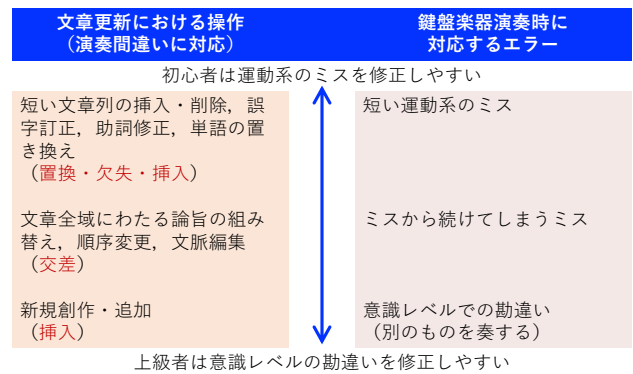 文章更新における操作
（演奏間違いに対応）
鍵盤楽器演奏時に
対応するエラー
初心者は運動系のミスを修正しやすい
短い文章列の挿入・削除，誤
字訂正，助詞修正，単語の置
き換え
（置換・欠失・挿入）
短い運動系のミス
文章全域にわたる論旨の組み
替え，順序変更，文脈編集
（交差）
ミスから続けてしまうミス
新規創作・追加
（挿入）
意識レベルでの勘違い
（別のものを奏する）
上級者は意識レベルの勘違いを修正しやすい